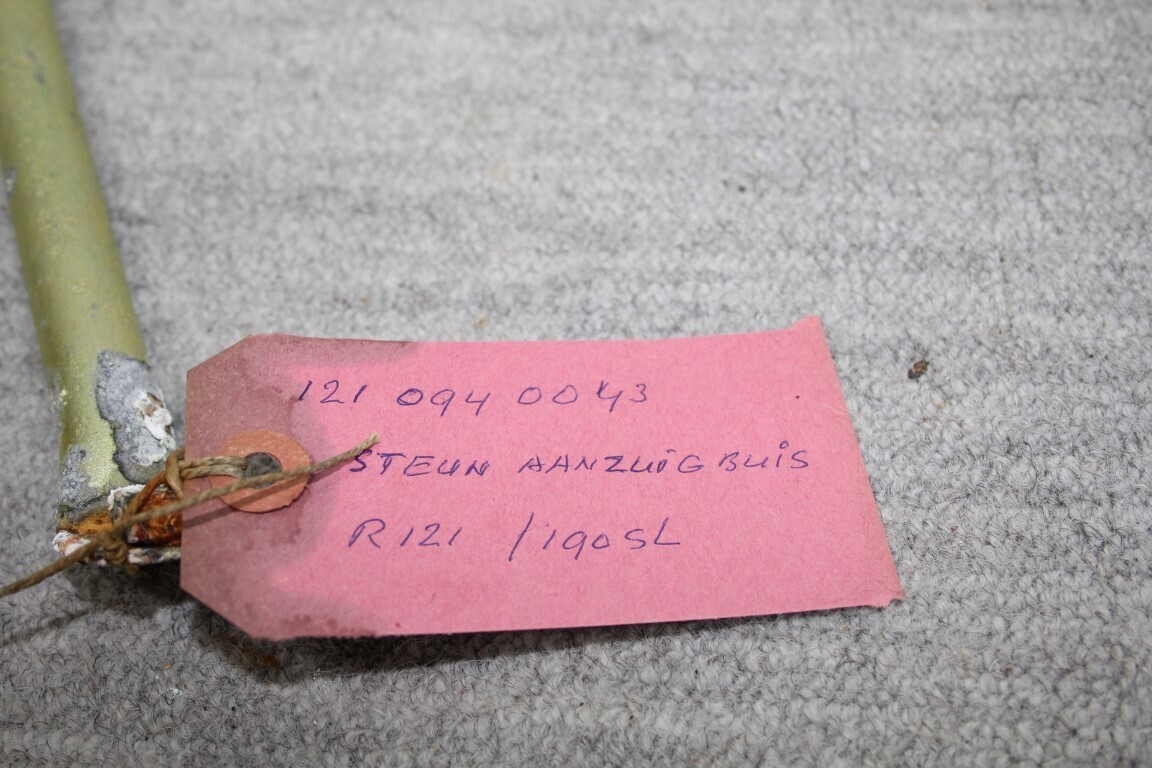 121 094 00 43
STEUN AANZUIGBUIS
R121 /190SL